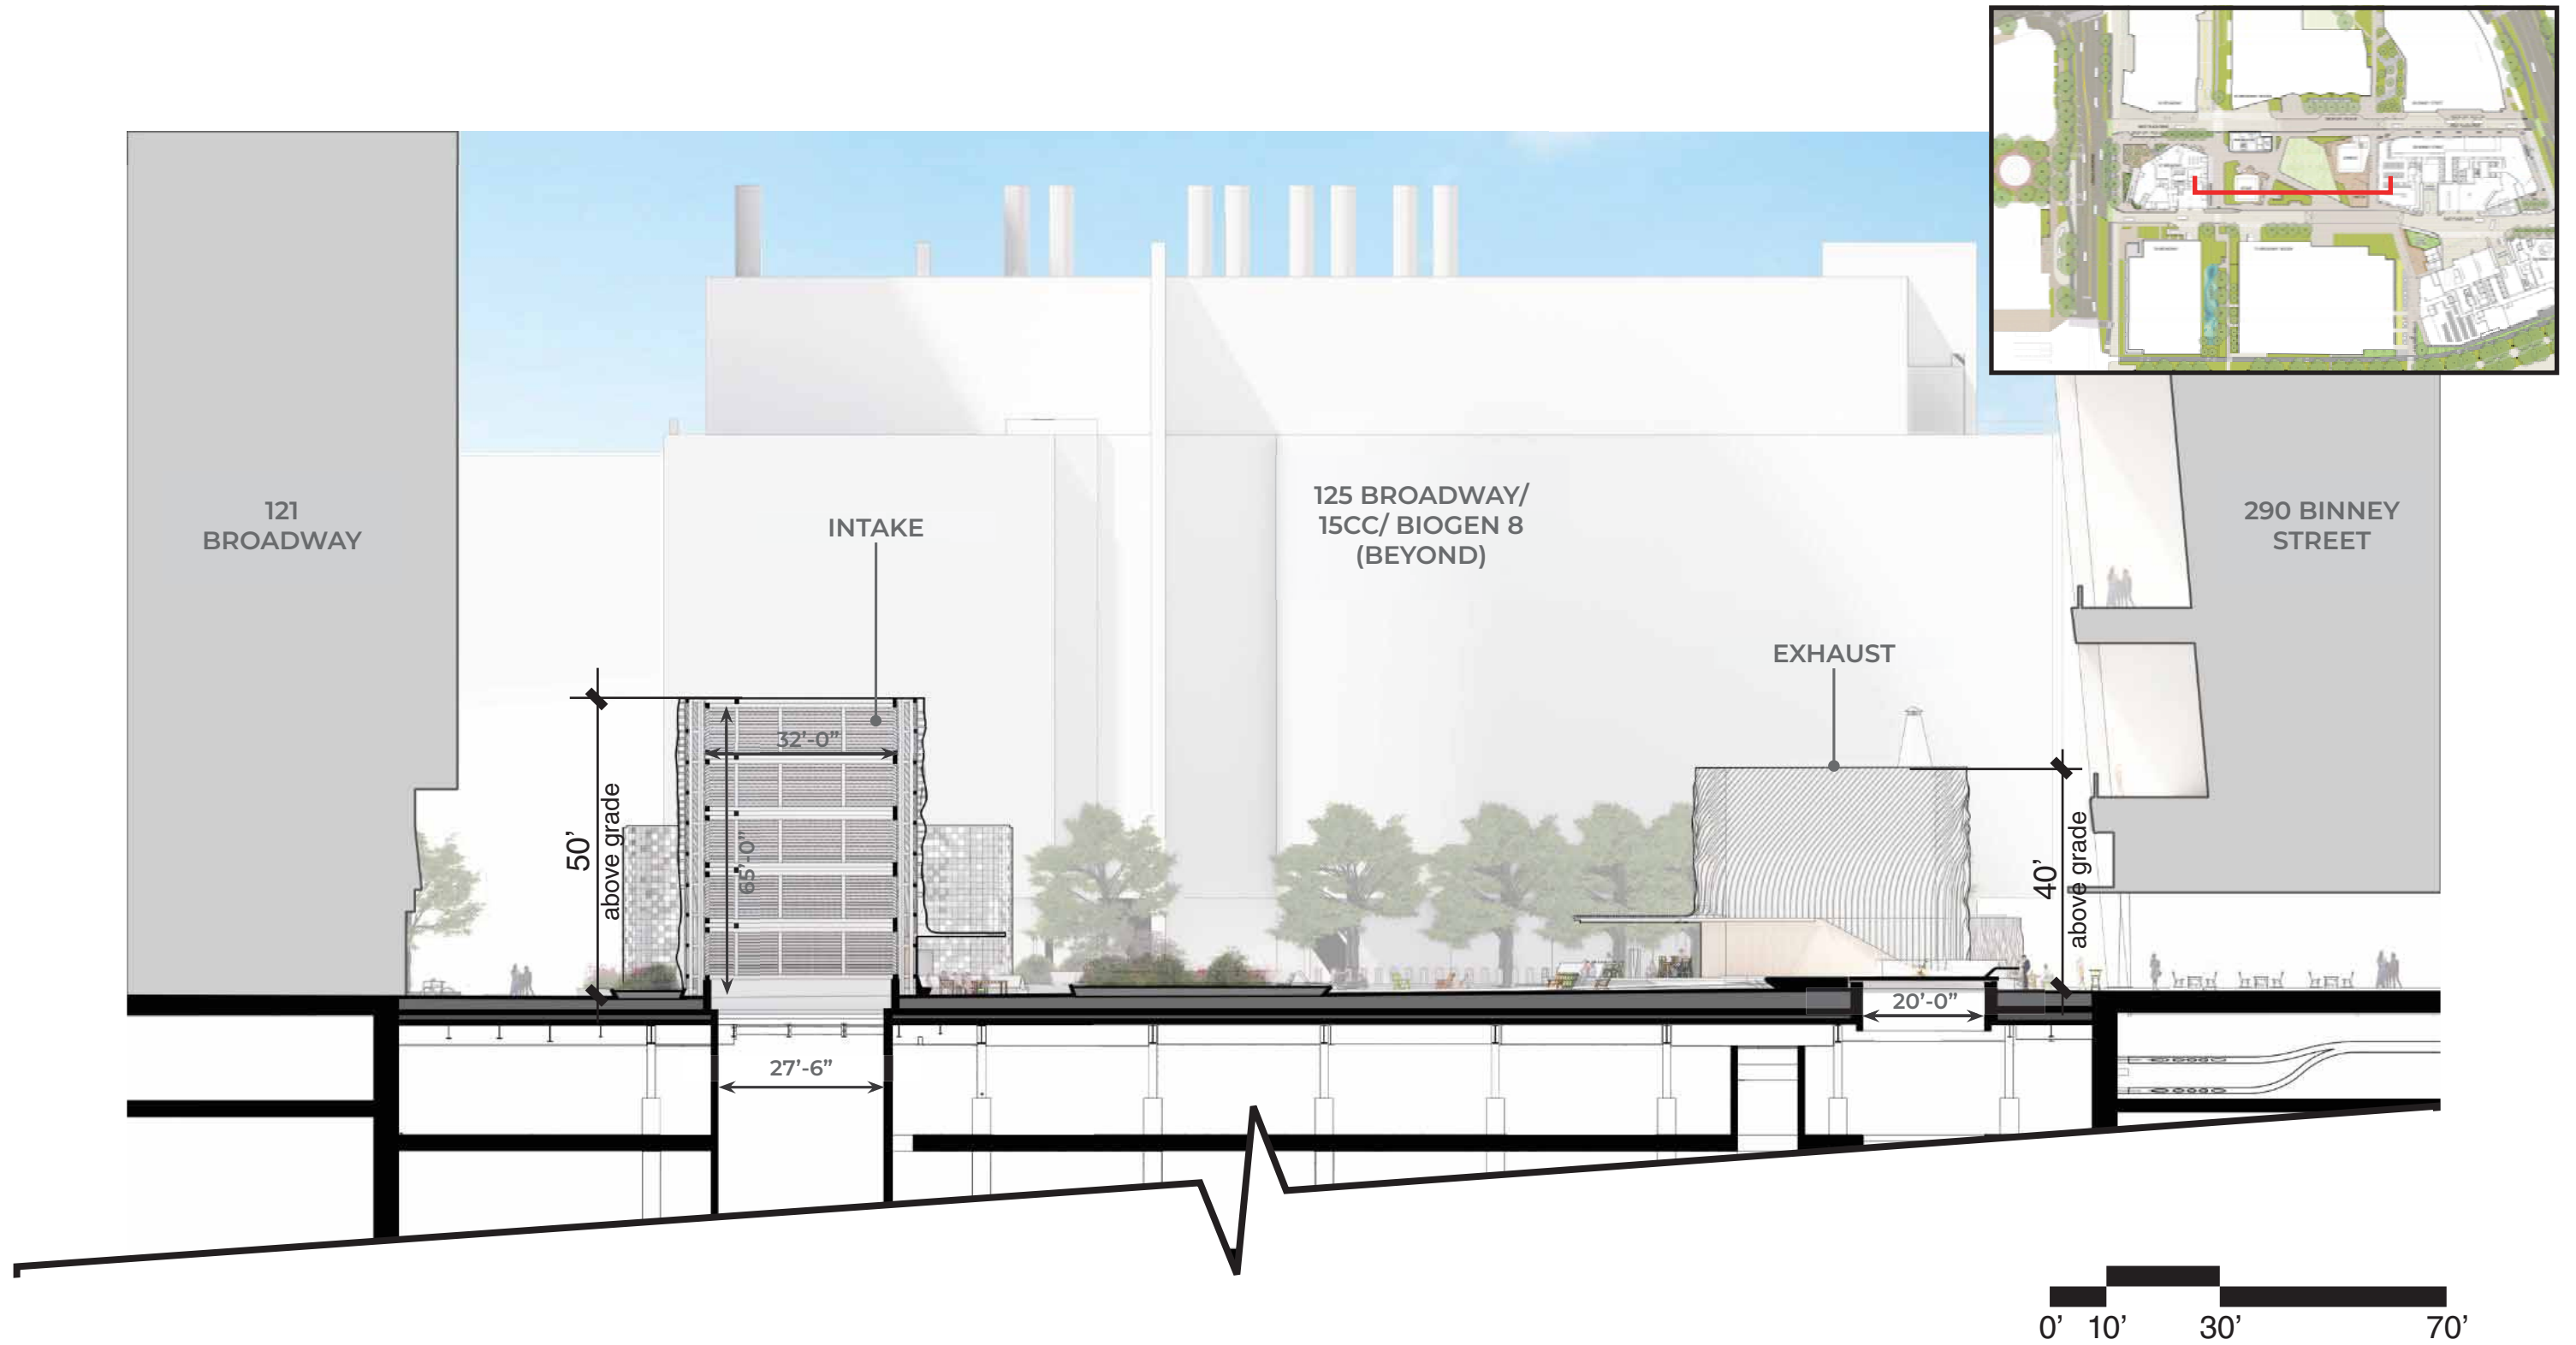 121
BROADWAY
INTAKE
125 BROADWAY/
15CC/ BIOGEN 8
(BEYOND)
290 BINNEY
STREET
EXHAUST
32’-0”
50’
above grade
65’-0”
40’
above grade
20’-0”
27’-6”
0’ 10’ 30’ 70’